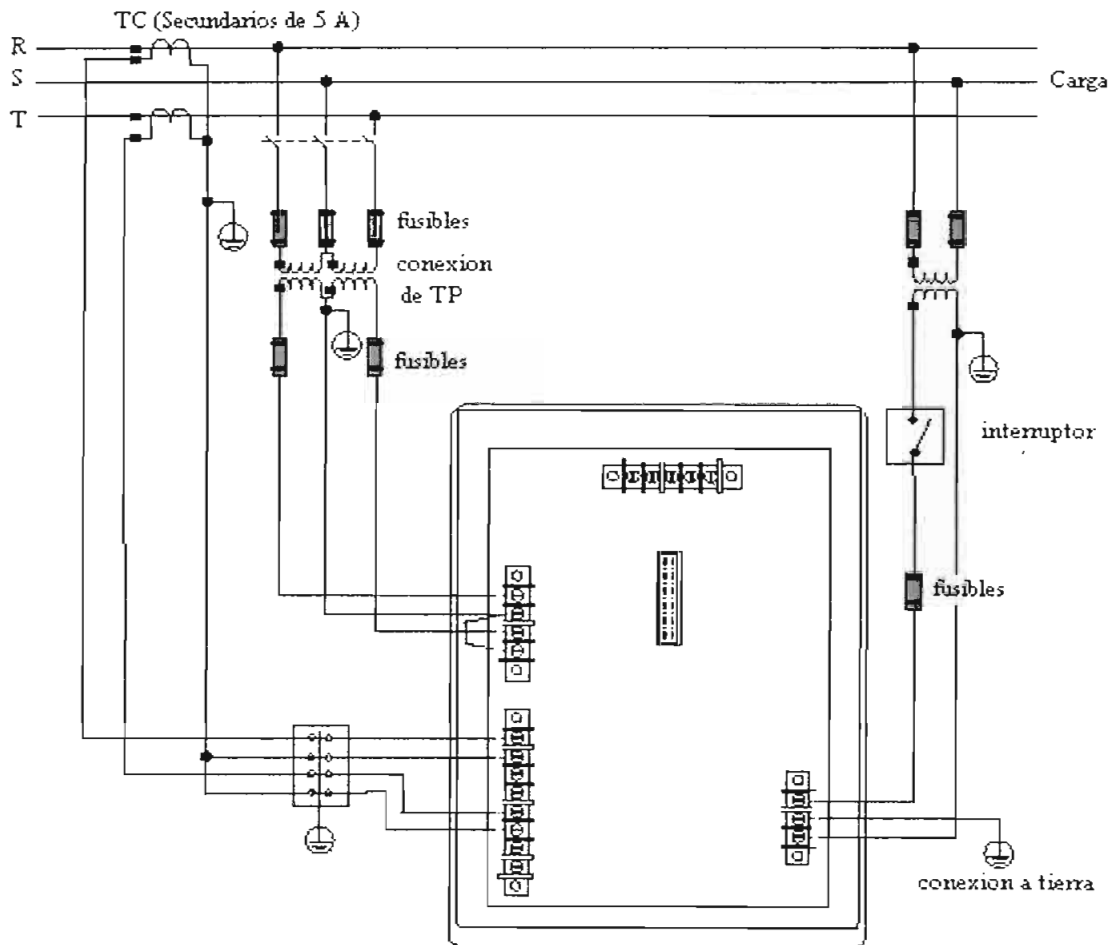 TC (Secundarios de 5 A)
R
S
Carga
T
fusibles
conexion
de TP
fusibles
interruptor
fusibles
conexion a tierra